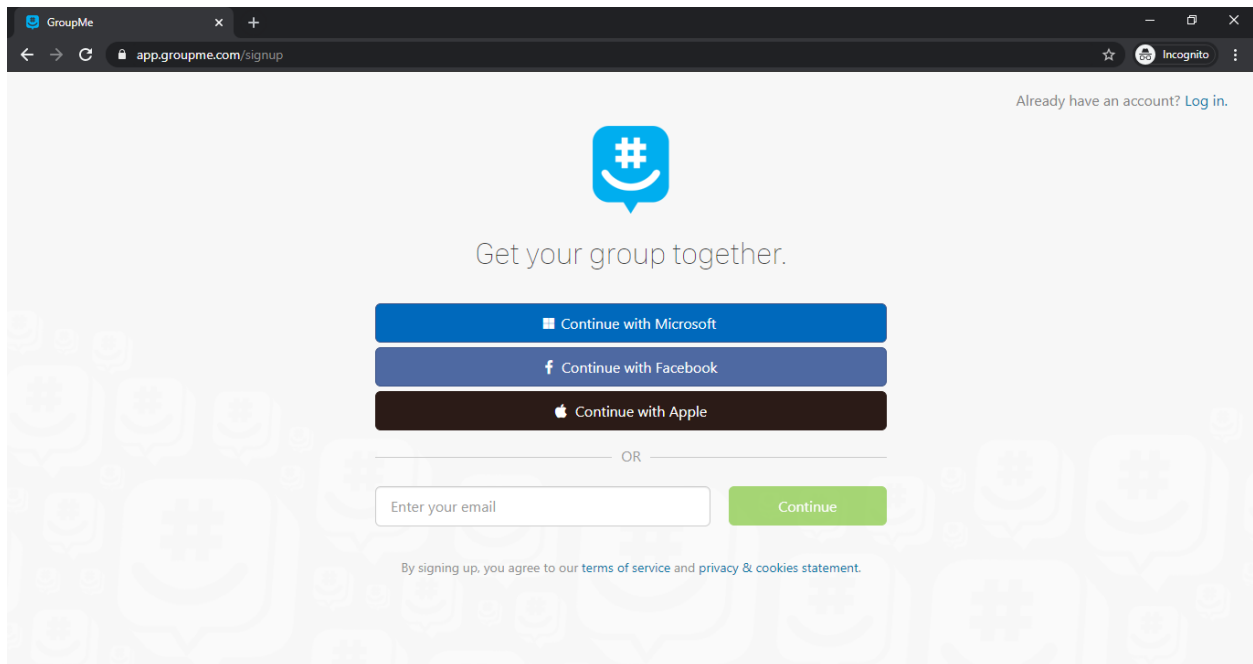 GroupMe
app.groupme.com/signup
Incognito
Already have an account? Log in.
#
Get your group together.
Continue with Microsoft
Continue with Facebook
Continue with Apple
OR
Enter your email
Continue
By signing up, you agree to our terms of service and privacy & cookies statement.